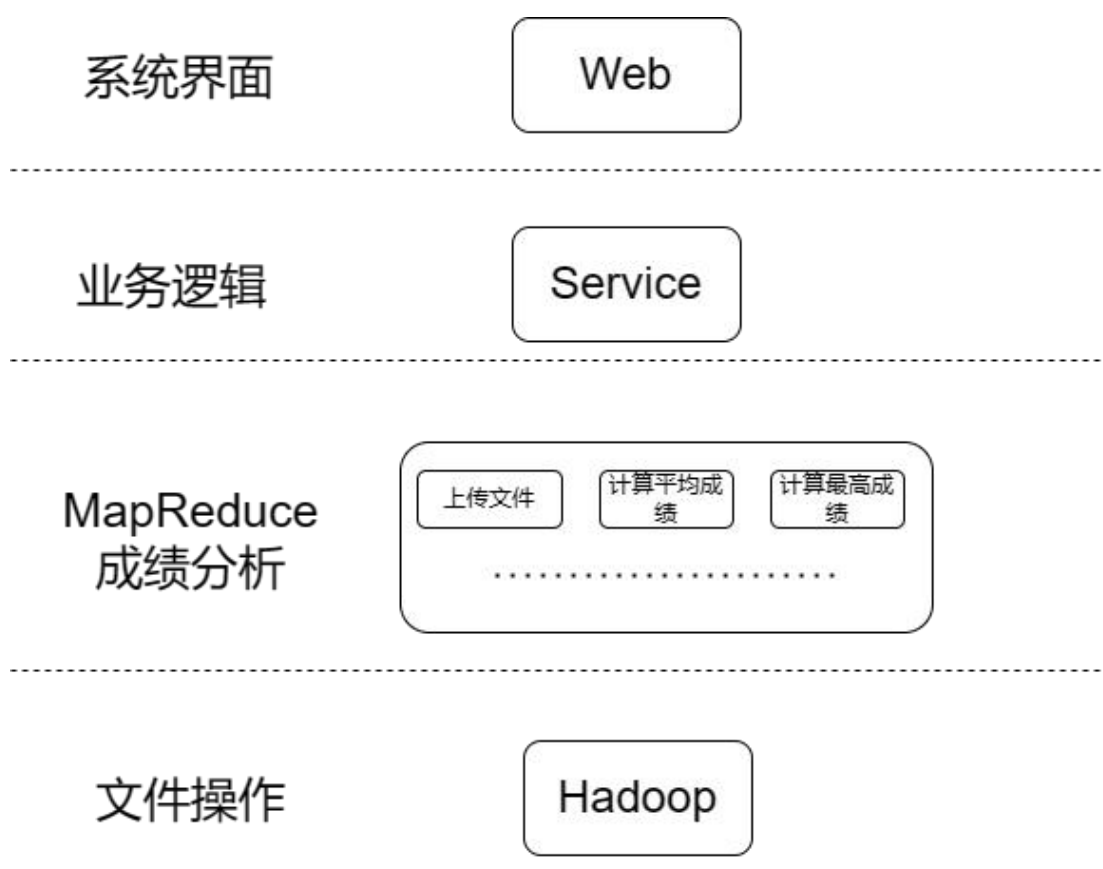 系统界面
Web
业务逻辑
Service
MapReduce
成绩分析
上传文件
计算平均成
绩
计算最高成
绩
.......................
文件操作
Hadoop